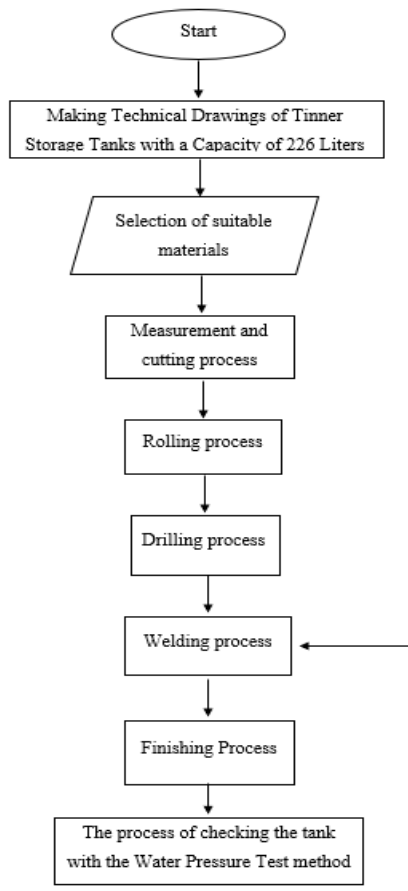 Start
Making Technical Drawings of Tinner
Storage Tanks with a Capacity of 226 Liters
Selection of suitable
materials
Measurement and
cutting process
Rolling process
Drilling process
Welding process
Finishing Process
The process of checking the tank
with the Water Pressure Test method